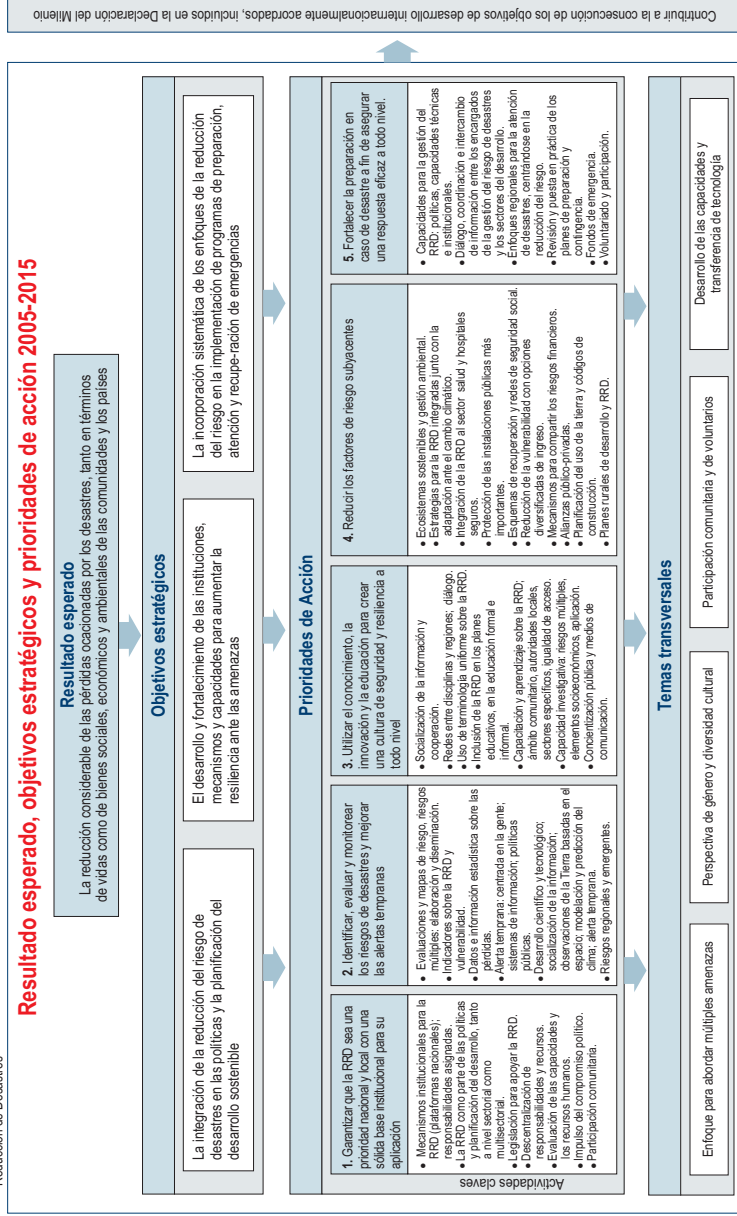 Reducción de Desastres
Resultado esperado, objetivos estratégicos y prioridades de acción 2005-2015
Resultado esperado
La reducción considerable de las pérdidas ocacionadas por los desastres, tanto en términos
de vidas como de bienes sociales, económicos y ambientales de las comunidades y los países
Objetivos estratégicos
La integración de la reducción del riesgo de
desastres en las políticas y la planificación del
desarrollo sostenible
El desarrollo y fortalecimiento de las instituciones,
mecanismos y capacidades para aumentar la
resiliencia ante las amenazas
La incorporación sistemática de los enfoques de la reducción
del riesgo en la implementación de programas de preparación,
atención y recupe-ración de emergencias
Prioridades de Acción
1. Garantizar que la RRD sea una
prioridad nacional y local con una
sólida base institucional para su
aplicación
2. Identificar, evaluar y monitorear
los riesgos de desastres y mejorar
las alertas tempranas
3. Utilizar el conocimiento, la
innovación y la educación para crear
una cultura de seguridad y resiliencia a
todo nivel
4. Reducir los factores de riesgo subyacentes
5. Fortalecer la preparación en
caso de desastre a fin de asegurar
una respuesta eficaz a todo nivel.
Actividades claves
• Mecanismos institucionales para la
RRD (plataformas nacionales);
responsabilidades asignadas.
• La RRD como parte de las políticas
y planificación del desarrollo, tanto
a nivel sectorial como
multisectorial.
• Legislación para apoyar la RRD.
• Descentralización de
responsabilidades y recursos.
• Evaluación de las capacidades y
los recursos humanos.
• Impulso del compromiso político.
• Participación comunitaria.
• Evaluaciones y mapas de riesgo, riesgos
múltiples: elaboración y diseminación.
• Indicadores sobre la RRD y
vulnerabilidad.
• Datos e información estadística sobre las
pérdidas.
• Alerta temprana: centrada en la gente;
sistemas de información; políticas
públicas.
• Desarrollo científico y tecnológico;
socialización de la información;
observaciones de la Tierra basadas en el
espacio; modelación y predicción del
clima; alerta temprana.
• Riesgos regionales y emergentes.
• Socialización de la información y
cooperación.
• Redes entre disciplinas y regiones; diálogo.
• Uso de terminología uniforme sobre la RRD.
• Inclusión de la RRD en los planes
educativos, en la educación formal e
informal.
• Capacitación y aprendizaje sobre la RRD;
ámbito comunitario, autoridades locales,
sectores específicos, igualdad de acceso.
• Capacidad investigativa: riesgos múltiples,
elementos socioeconómicos, aplicación.
• Concientización pública y medios de
comunicación.
• Ecosistemas sostenibles y gestión ambiental.
• Estrategias para la RRD integradas junto con la
adaptación ante el cambio climático.
• Integración de la RRD al sector salud y hospitales
seguros.
• Protección de las instalaciones públicas más
importantes.
• Esquemas de recuperación y redes de seguridad social.
• Reducción de la vulnerabilidad con opciones
diversificadas de ingreso.
• Mecanismos para compartir los riesgos financieros.
• Alianzas público-privadas.
• Planificación del uso de la tierra y códigos de
construcción.
• Planes rurales de desarrollo y RRD.
• Capacidades para la gestión del
RRD: políticas, capacidades técnicas
e institucionales.
• Diálogo, coordinación e intercambio
de información entre los encargados
de la gestión del riesgo de desastres
y los sectores del desarrollo.
• Enfoques regionales para la atención
de desastres, centrándose en la
reducción del riesgo.
• Revisión y puesta en práctica de los
planes de preparación y
contingencia.
• Fondos de emergencia.
• Voluntariado y participación.
Temas transversales
Enfoque para abordar múltiples amenazas
Perspectiva de género y diversidad cultural
Participación comunitaria y de voluntarios
Desarrollo de las capacidades y
transferencia de tecnología
Contribuir a la consecución de los objetivos de desarrollo internacionalmente acordados, incluidos en la Declaración del Milenio